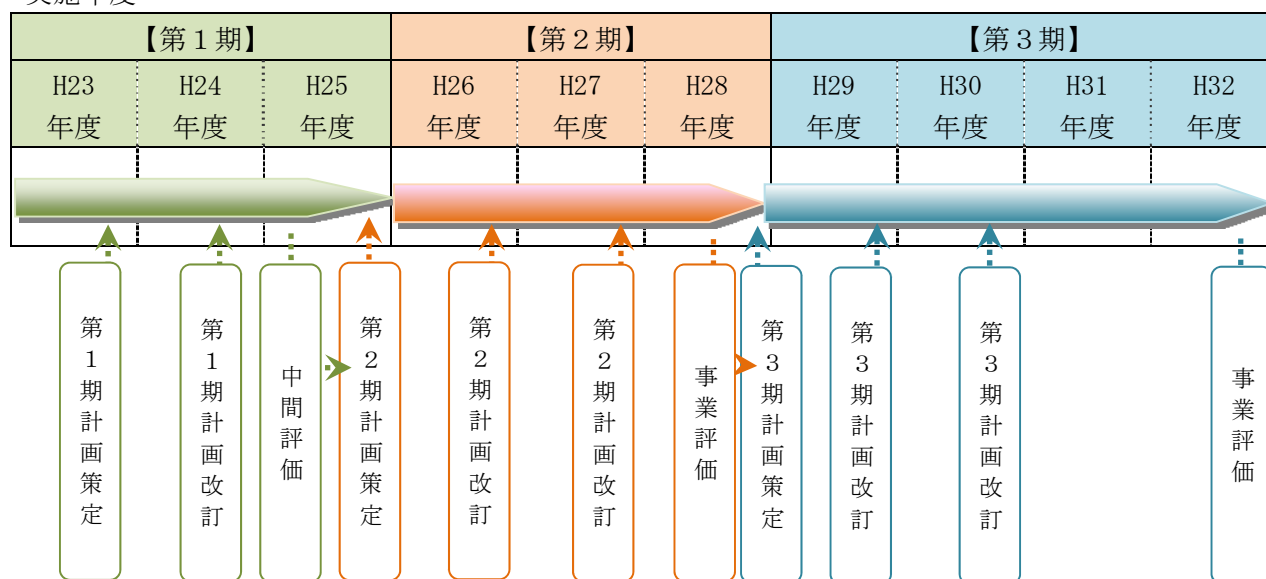 【第１期】
【第２期】
【第３期】
H23
年度
H24
年度
H25
年度
H26
年度
H27
年度
H28
年度
H29
年度
H30
年度
H31
年度
H32
年度
第１期計画策定
第１期計画改訂
中間評価
第２期計画策定
第２期計画改訂
第２期計画改訂
事業評価
第３期計画策定
第３期計画改訂
第３期計画改訂
事業評価